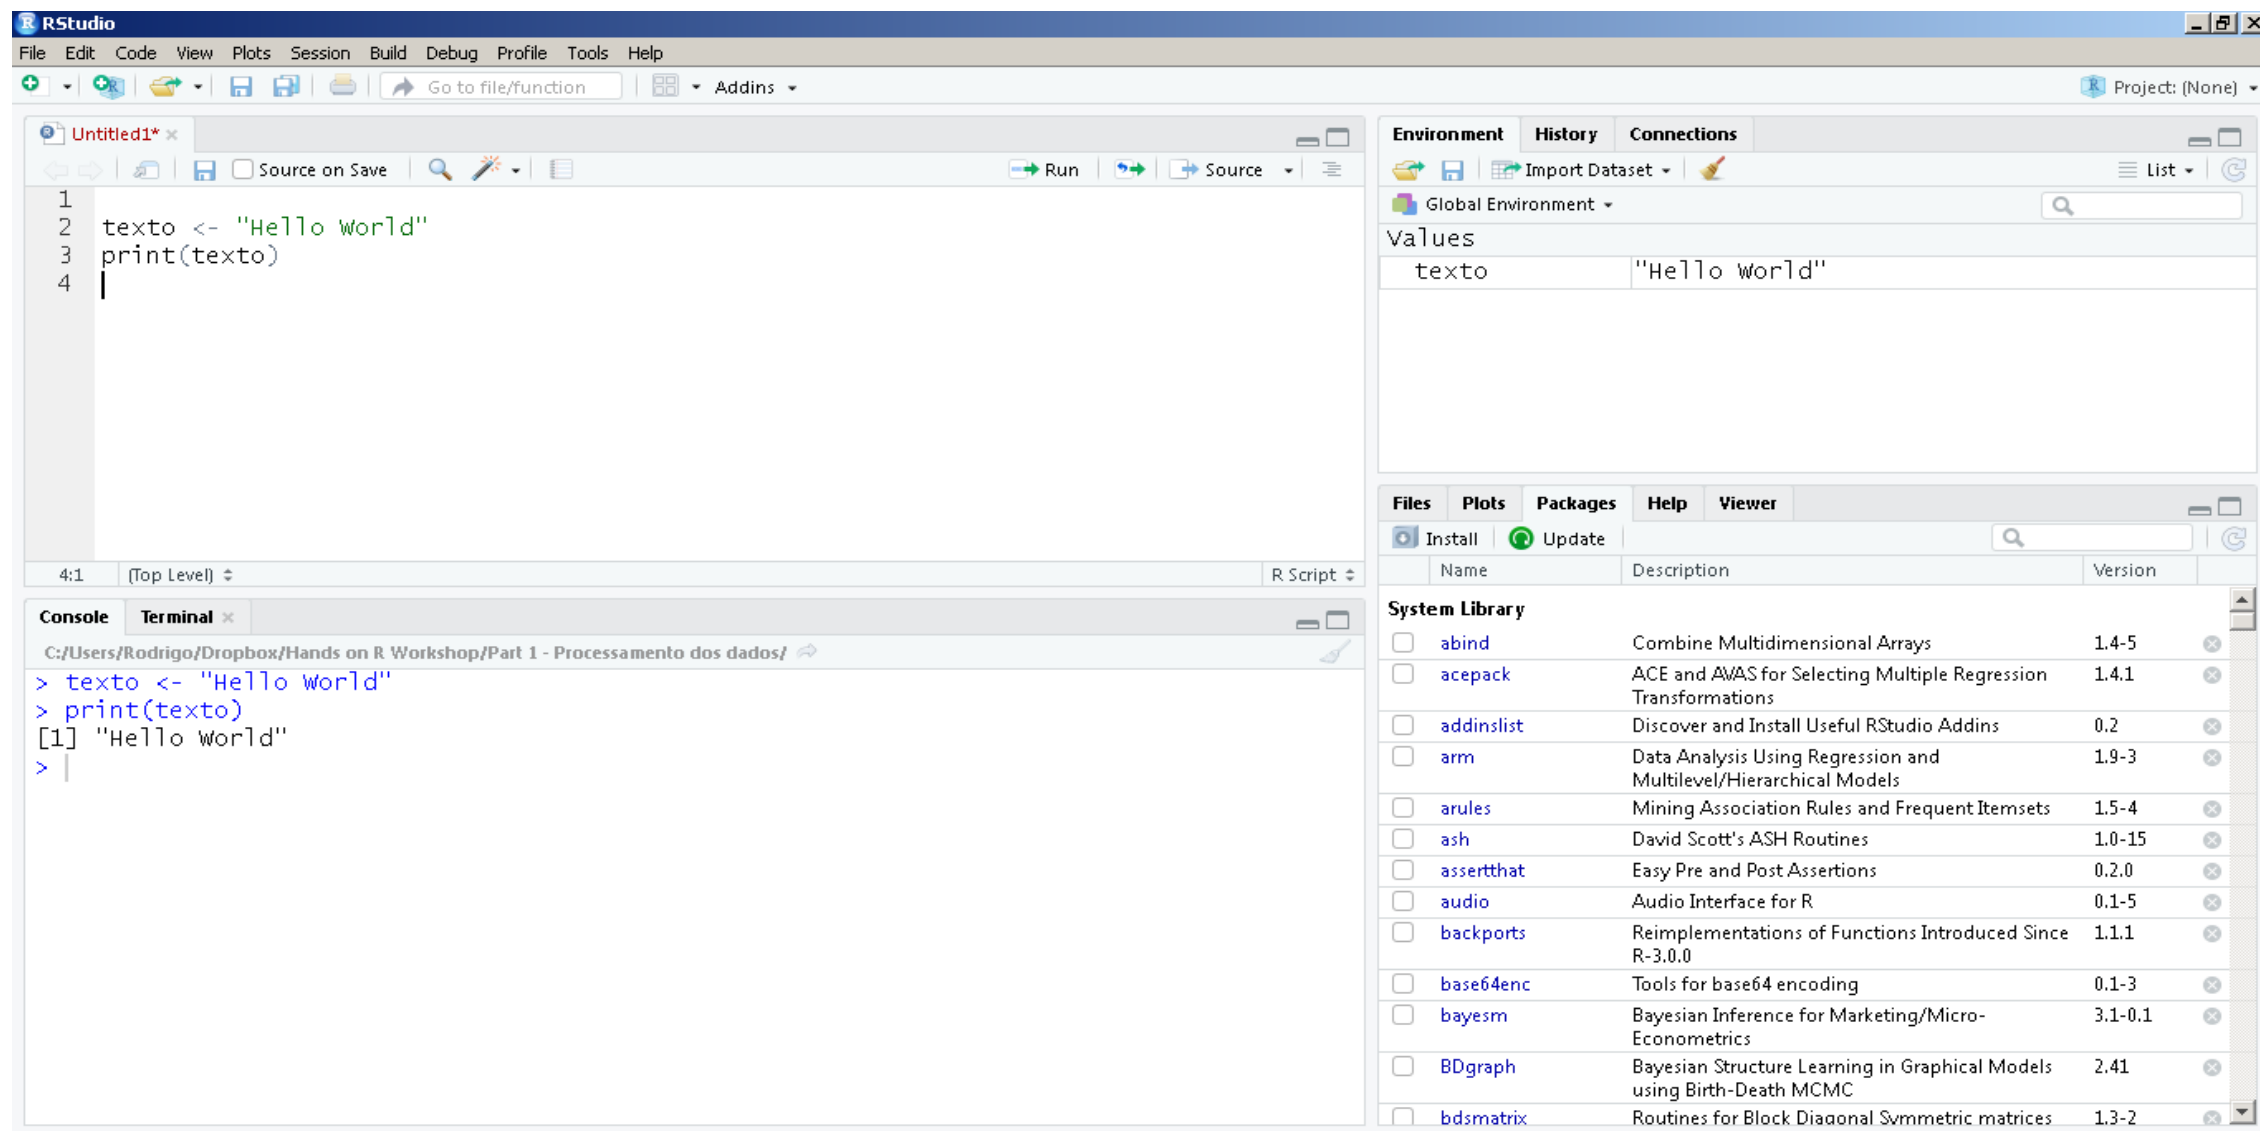 RStudio
File Edit Code View Plots Session Build Debug Profile Tools Help
Go to file/function Addins Project: (None)
Untitled1*
Source on Save Run Source
1
2 texto <- "Hello World"
3 print(texto)
4
4:1 (Top Level) R Script
Console Terminal
C:/Users/Rodrigo/Dropbox/Hands on R Workshop/Part 1 - Processamento dos dados/
> texto <- "Hello World"
> print(texto)
[1] "Hello World"
>
Environment History Connections
Import Dataset List
Global Environment
Values
texto "Hello World"
Files Plots Packages Help Viewer
Install Update
Name Description Version
System Library
abind Combine Multidimensional Arrays 1.4-5
acepack ACE and AVAS for Selecting Multiple Regression 1.4.1
Transformations
addinslist Discover and Install Useful RStudio Addins 0.2
arm Data Analysis Using Regression and 1.9-3
Multilevel/Hierarchical Models
arules Mining Association Rules and Frequent Itemsets 1.5-4
ash David Scott's ASH Routines 1.0-15
assertthat Easy Pre and Post Assertions 0.2.0
audio Audio Interface for R 0.1-5
backports Reimplementations of Functions Introduced Since 1.1.1
R-3.0.0
base64enc Tools for base64 encoding 0.1-3
bayesm Bayesian Inference for Marketing/Micro- 3.1-0.1
Econometrics
BDgraph Bayesian Structure Learning in Graphical Models 2.41
using Birth-Death MCMC
bdsmatrix Routines for Block Diagonal Symmetric matrices 1.3-2